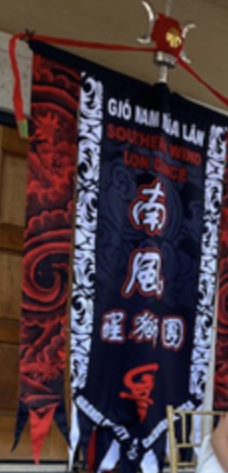 GIÓ NAM MÚA LÂN
SOUTHERN WIND
LION DANCE
南
風
醒獅團